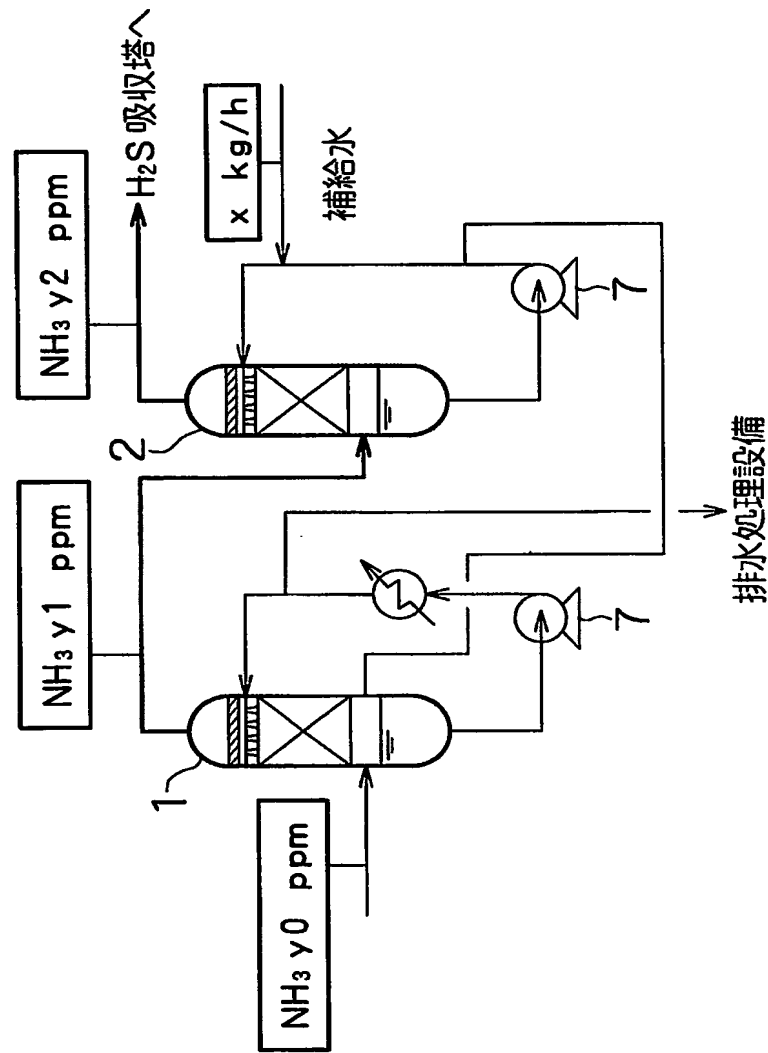 NH₃ y0 ppm
1
NH₃ y1 ppm
7
排水処理設備
2
NH₃ y2 ppm
H₂S 吸収塔へ
x kg/h
補給水
7